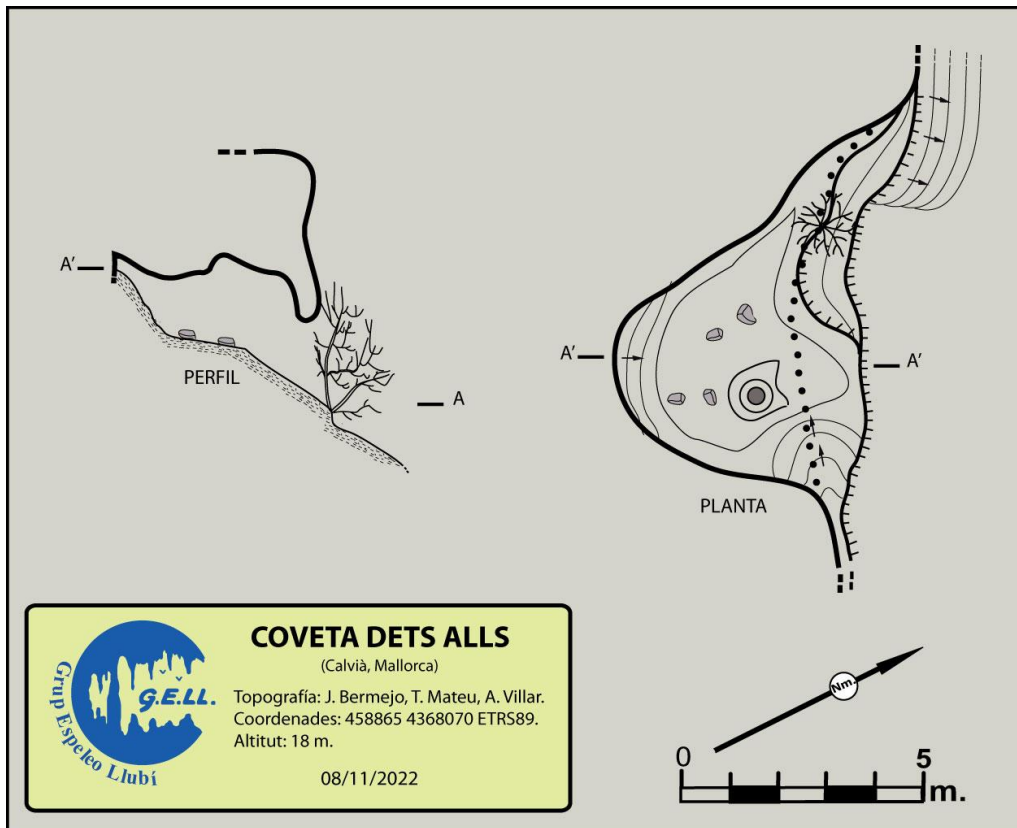 A'
A
PERFIL
A'
A'
PLANTA
COVETA DETS ALLS
(Calvià, Mallorca)
Topografía: J. Bermejo, T. Mateu, A. Villar.
Coordenades: 458865 4368070 ETRS89.
Altitut: 18 m.
08/11/2022
G.E.LL.
Grup Espeleo Llubí
Nm.
0
5
m.